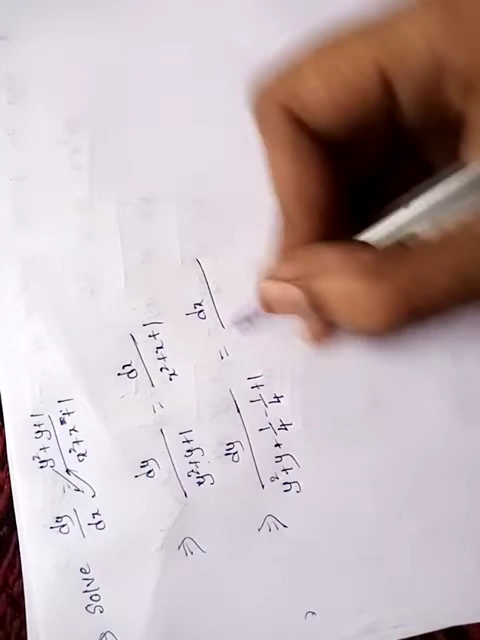 Solve dy/dx = y²+y+1/x²+x+1
⇒ dy/y²+y+1 = dx/x²+x+1
⇒ dy/y²+y+1/4-1/4+1 = dx/